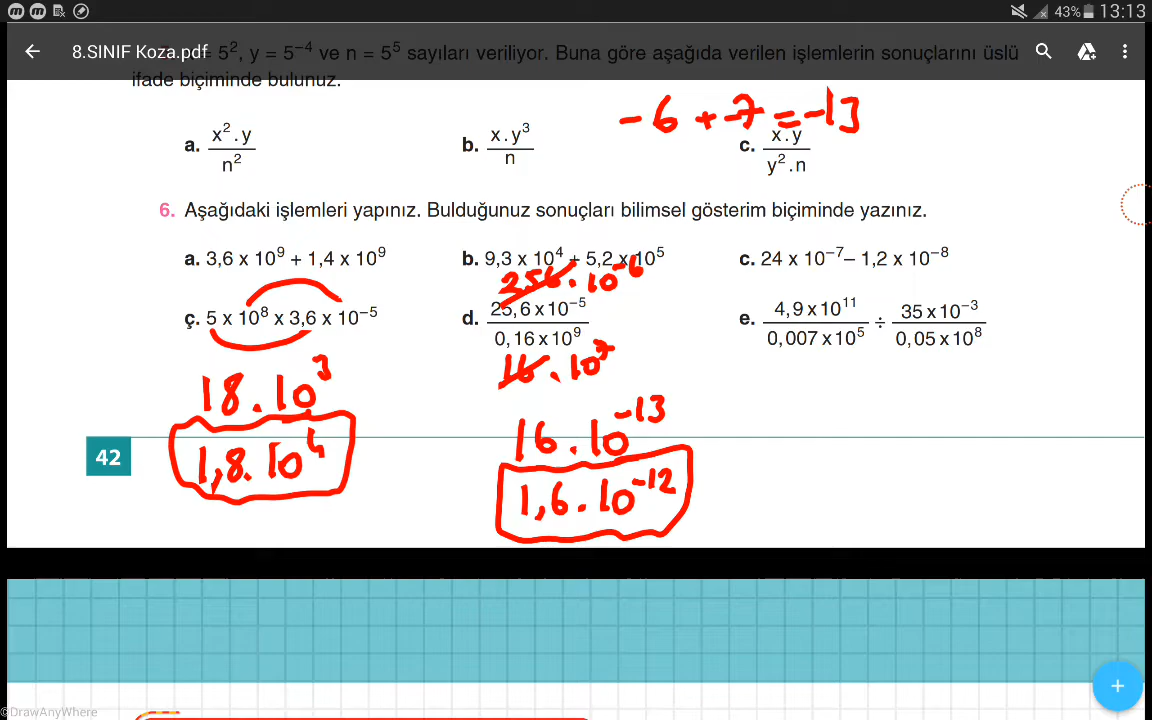 43% 13:13
8.SINIF Koza.pdf
5², y = 5⁻⁴ ve n = 5⁵ sayıları veriliyor. Buna göre aşağıda verilen işlemlerin sonuçlarını üslü
ifade biçiminde bulunuz.
-6 + -7 = -13
a. x² . y / n² b. x . y³ / n c. x . y / y² . n
6. Aşağıdaki işlemleri yapınız. Bulduğunuz sonuçları bilimsel gösterim biçiminde yazınız.
a. 3,6 x 10⁹ + 1,4 x 10⁹ b. 9,3 x 10⁴ + 5,2 x 10⁵ c. 24 x 10⁻⁷– 1,2 x 10⁻⁸
256 . 10⁻⁶
ç. 5 x 10⁸ x 3,6 x 10⁻⁵ d. 25,6 x 10⁻⁵ / 0,16 x 10⁹ e. 4,9 x 10¹¹ / 0,007 x 10⁵ ÷ 35 x 10⁻³ / 0,05 x 10⁸
16 . 10⁷
18 . 10³
16 . 10⁻¹³
42
1,8 . 10⁴
1,6 . 10⁻¹²
©DrawAnyWhere